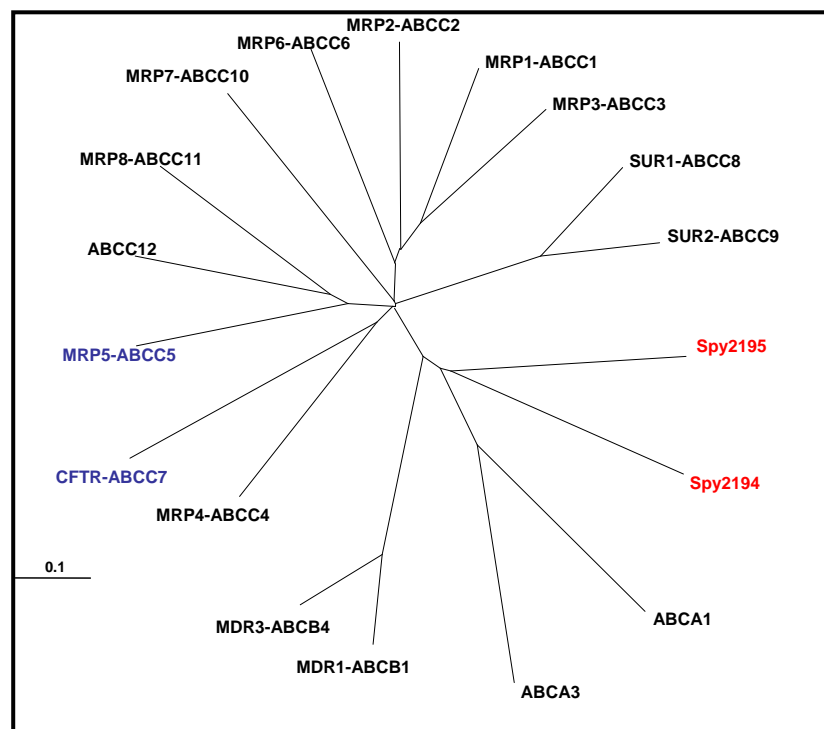 MRP2-ABCC2
MRP6-ABCC6
MRP1-ABCC1
MRP7-ABCC10
MRP3-ABCC3
MRP8-ABCC11
SUR1-ABCC8
ABCC12
SUR2-ABCC9
MRP5-ABCC5
Spy2195
CFTR-ABCC7
Spy2194
MRP4-ABCC4
0.1
ABCA1
MDR3-ABCB4
MDR1-ABCB1
ABCA3